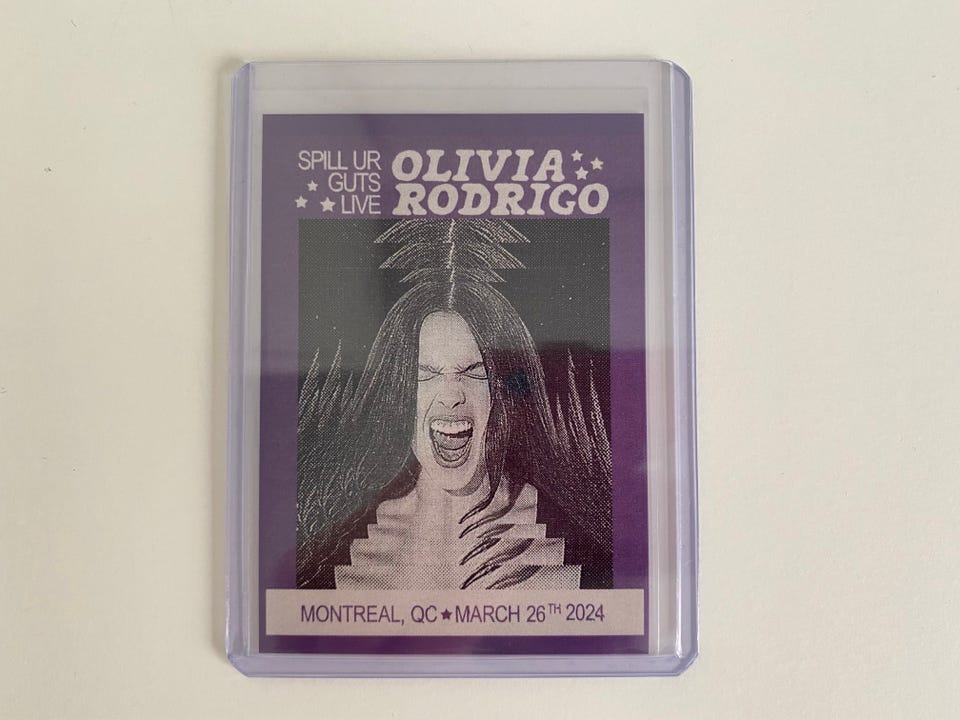 SPILL UR
GUTS
LIVE
OLIVIA
RODRIGO
MONTREAL, QC★MARCH 26TH 2024